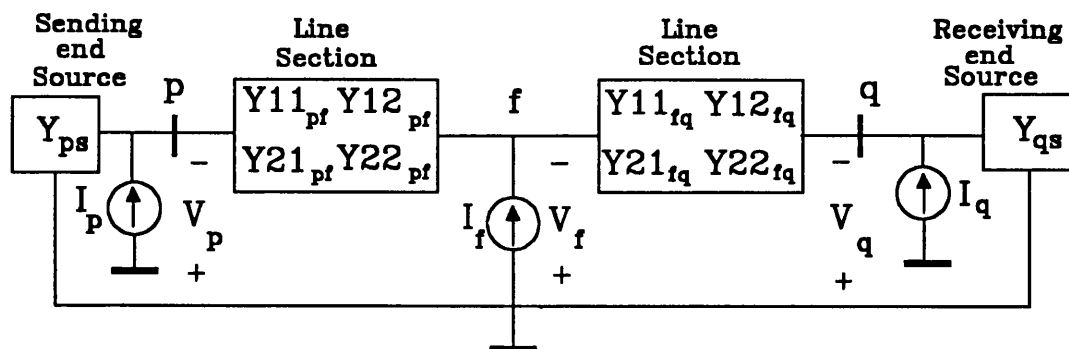 Sending
end
Source
Line
Section
Line
Section
Receiving
end
Source
p
f
q
Y_ps
Y11_pf Y12_pf
Y21_pf Y22_pf
Y11_fq Y12_fq
Y21_fq Y22_fq
Y_qs
I_p
V_p
I_f
V_f
V_q
I_q
−
+
−
+
−
+